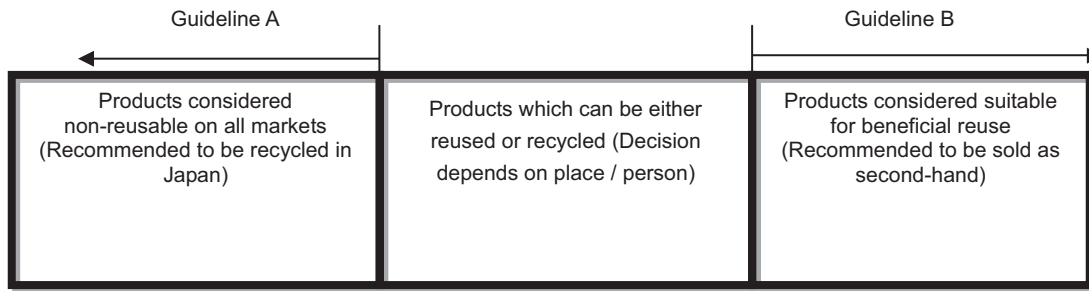 Guideline A
Guideline B
Products considered
non-reusable on all markets
(Recommended to be recycled in
Japan)
Products which can be either
reused or recycled (Decision
depends on place / person)
Products considered suitable
for beneficial reuse
(Recommended to be sold as
second-hand)